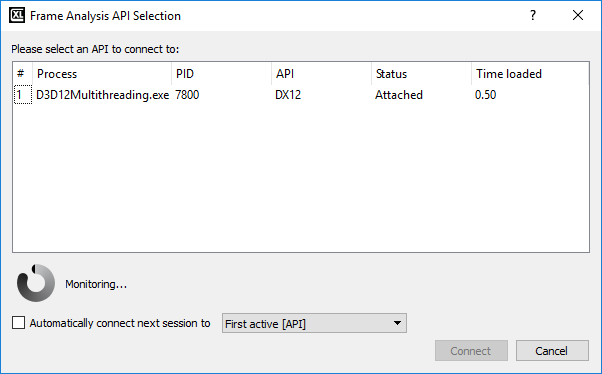 XL Frame Analysis API Selection ?
Please select an API to connect to:
# Process PID API Status Time loaded
1 D3D12Multithreading.exe 7800 DX12 Attached 0.50
Monitoring...
Automatically connect next session to First active [API]
Connect Cancel